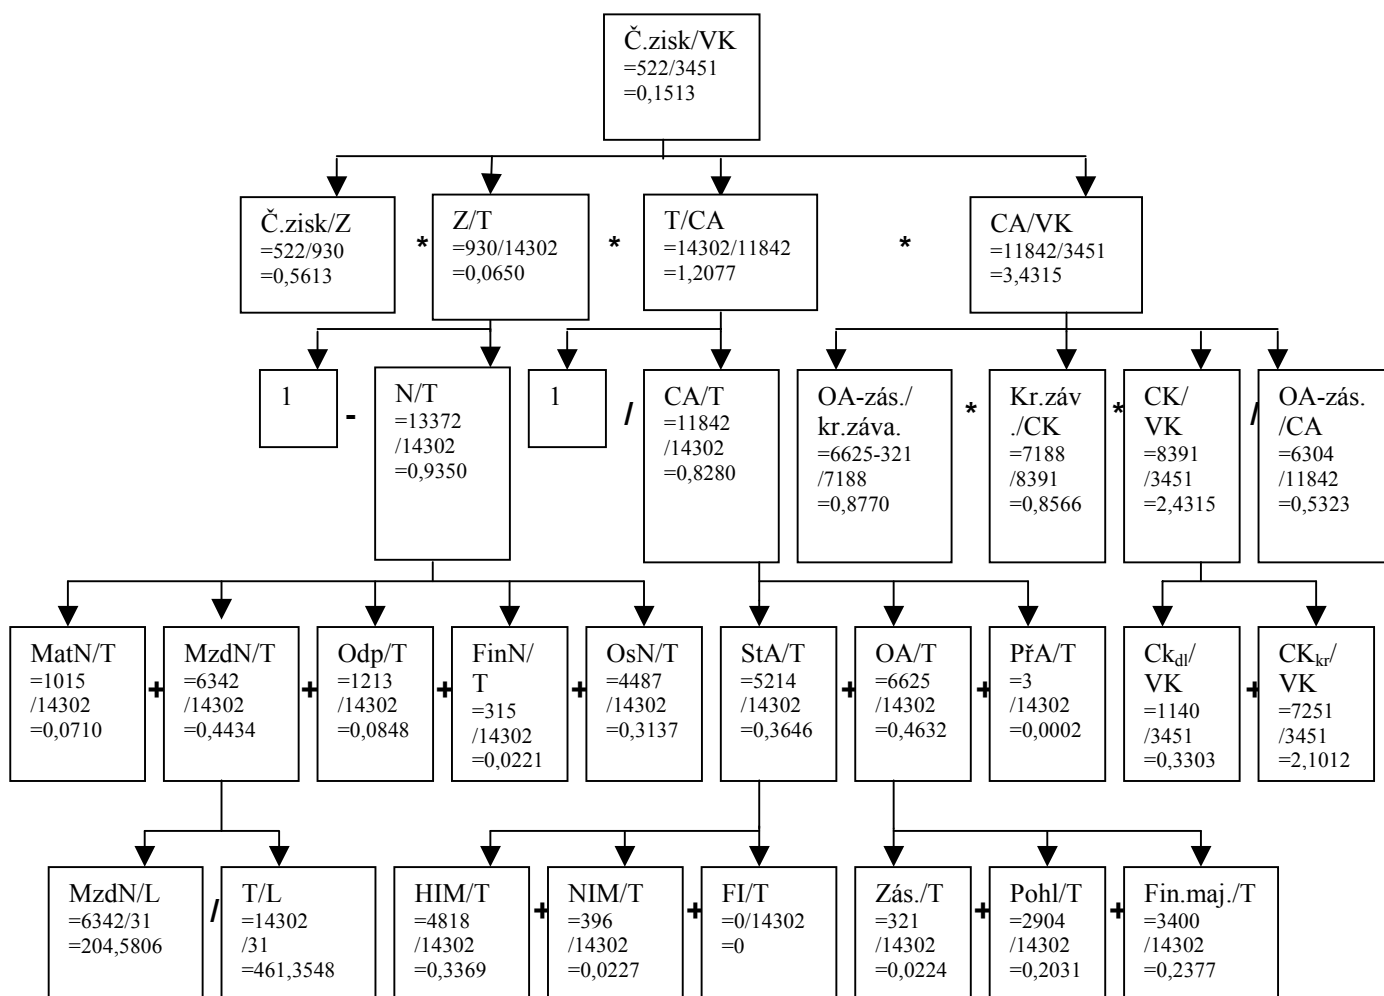 Č.zisk/VK
=522/3451
=0,1513
Č.zisk/Z
=522/930
=0,5613
*
Z/T
=930/14302
=0,0650
*
T/CA
=14302/11842
=1,2077
*
CA/VK
=11842/3451
=3,4315
1
-
N/T
=13372
/14302
=0,9350
1
/
CA/T
=11842
/14302
=0,8280
OA-zás./
kr.záva.
=6625-321
/7188
=0,8770
*
Kr.záv
./CK
=7188
/8391
=0,8566
*
CK/
VK
=8391
/3451
=2,4315
/
OA-zás.
/CA
=6304
/11842
=0,5323
MatN/T
=1015
/14302
=0,0710
+
MzdN/T
=6342
/14302
=0,4434
+
Odp/T
=1213
/14302
=0,0848
+
FinN/
T
=315
/14302
=0,0221
+
OsN/T
=4487
/14302
=0,3137
StA/T
=5214
/14302
=0,3646
+
OA/T
=6625
/14302
=0,4632
+
PřA/T
=3
/14302
=0,0002
Ckdl/
VK
=1140
/3451
=0,3303
+
CKkr/
VK
=7251
/3451
=2,1012
MzdN/L
=6342/31
=204,5806
/
T/L
=14302
/31
=461,3548
HIM/T
=4818
/14302
=0,3369
+
NIM/T
=396
/14302
=0,0227
+
FI/T
=0/14302
=0
Zás./T
=321
/14302
=0,0224
+
Pohl/T
=2904
/14302
=0,2031
+
Fin.maj./T
=3400
/14302
=0,2377